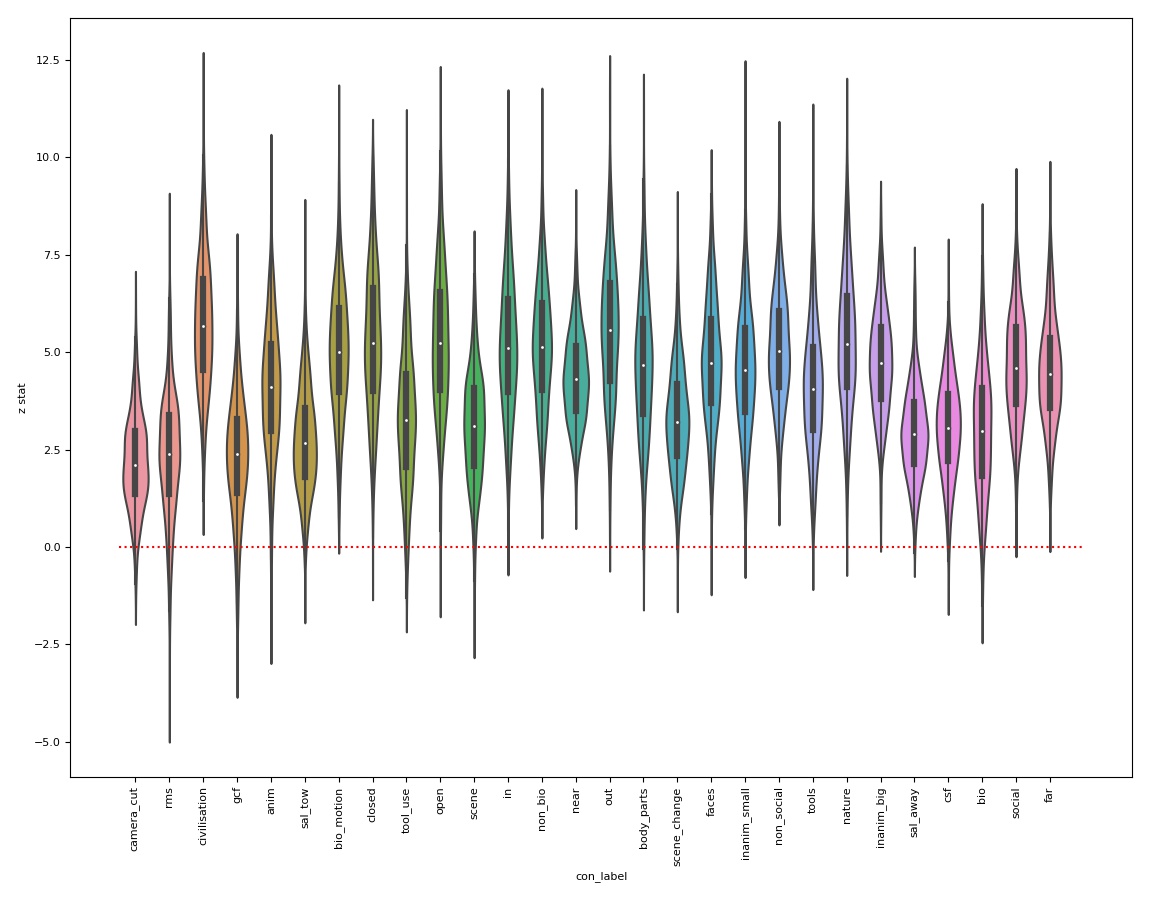 12.5
10.0
7.5
5.0
2.5
0.0
−2.5
−5.0
z stat
camera_cut
rms
civilisation
gcf
anim
sal_tow
bio_motion
closed
tool_use
open
scene
in
non_bio
near
out
body_parts
scene_change
faces
inanim_small
non_social
tools
nature
inanim_big
sal_away
csf
bio
social
far
con_label